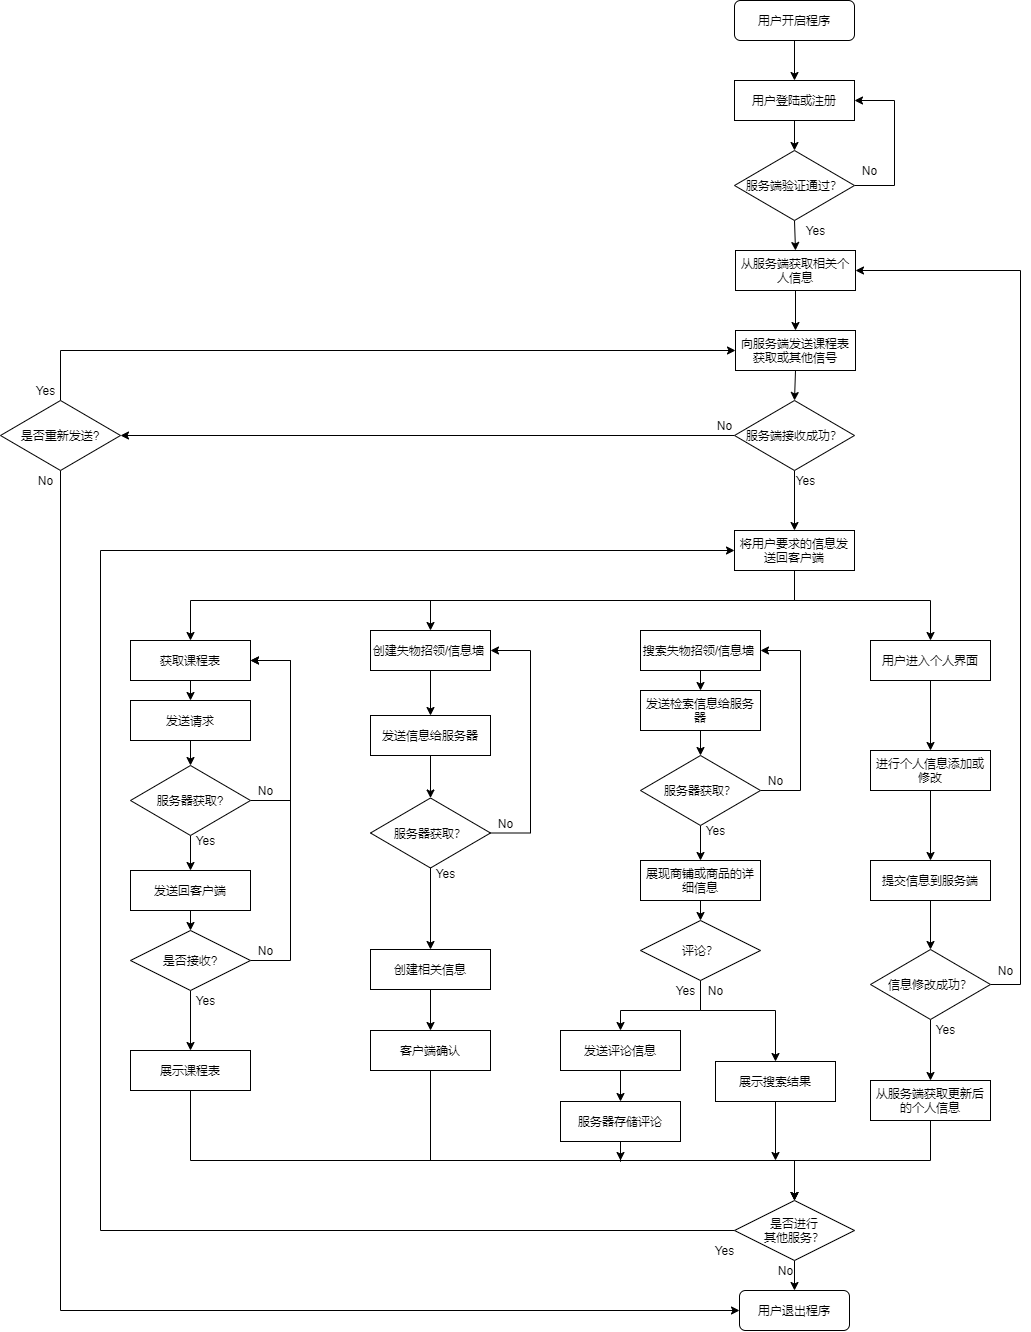 用户开启程序
用户登陆或注册
服务端验证通过?
No
Yes
从服务端获取相关个
人信息
向服务端发送课程表
获取或其他信号
Yes
是否重新发送?
No
No
服务端接收成功?
Yes
将用户要求的信息发
送回客户端
获取课程表
发送请求
服务器获取?
No
Yes
发送回客户端
是否接收?
No
Yes
展示课程表
创建失物招领/信息墙
发送信息给服务器
服务器获取?
No
Yes
创建相关信息
客户端确认
搜索失物招领/信息墙
发送检索信息给服务
器
服务器获取?
No
Yes
展现商铺或商品的详
细信息
评论?
Yes
No
发送评论信息
服务器存储评论
展示搜索结果
用户进入个人界面
进行个人信息添加或
修改
提交信息到服务端
信息修改成功?
No
Yes
从服务端获取更新后
的个人信息
是否进行
其他服务?
Yes
No
用户退出程序